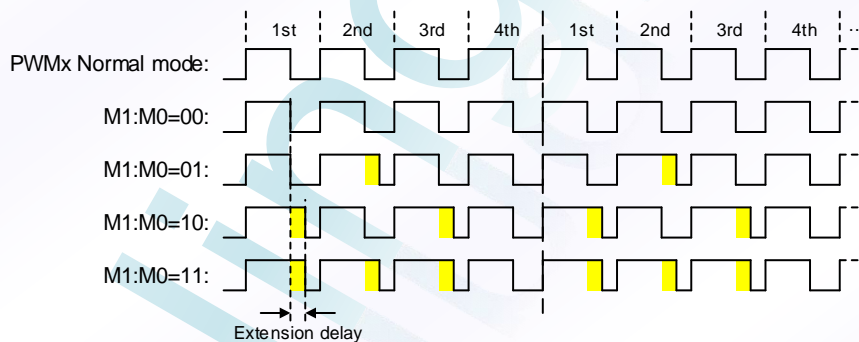 1st 2nd 3rd 4th 1st 2nd 3rd 4th ...
PWMx Normal mode:
M1:M0=00:
M1:M0=01:
M1:M0=10:
M1:M0=11:
Extension delay